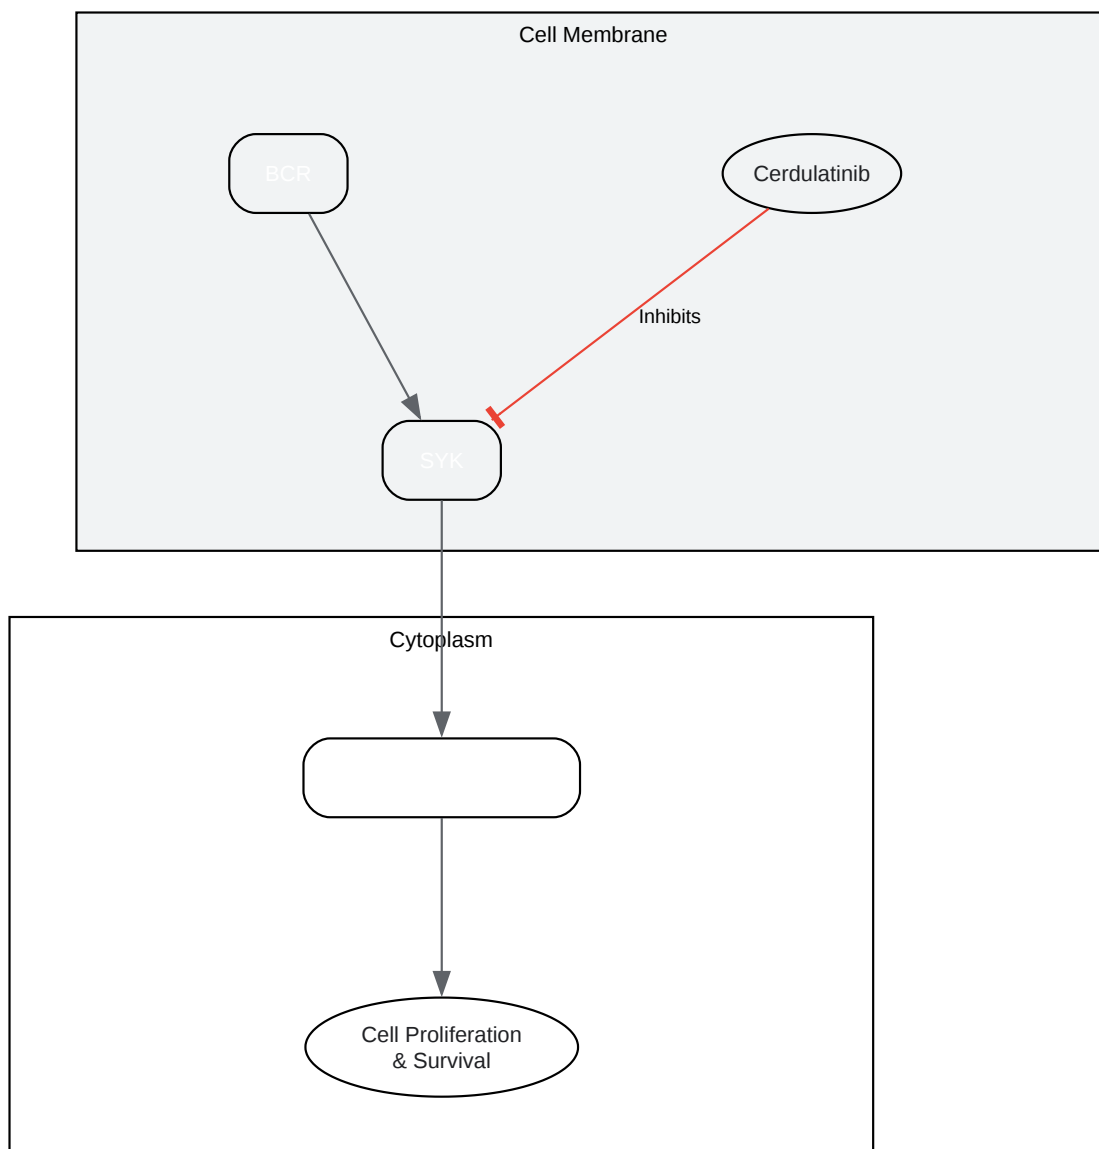 Cell Membrane
BCR
Cerdulatinib
Inhibits
SYK
Cytoplasm
Cell Proliferation
& Survival